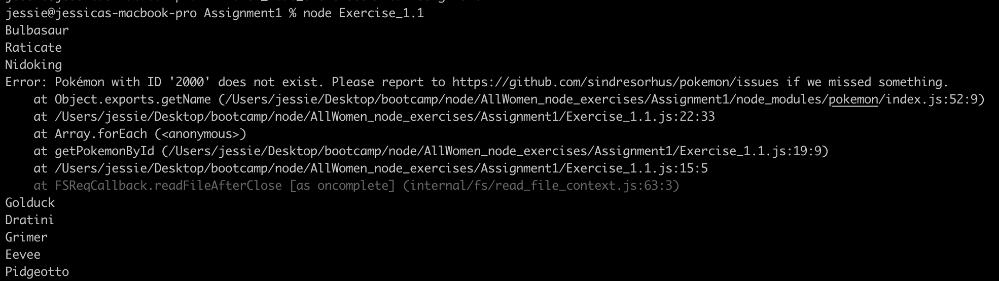 jessie@jessicas-macbook-pro Assignment1 % node Exercise_1.1
Bulbasaur
Raticate
Nidoking
Error: Pokémon with ID '2000' does not exist. Please report to https://github.com/sindresorhus/pokemon/issues if we missed something.
    at Object.exports.getName (/Users/jessie/Desktop/bootcamp/node/AllWomen_node_exercises/Assignment1/node_modules/pokemon/index.js:52:9)
    at /Users/jessie/Desktop/bootcamp/node/AllWomen_node_exercises/Assignment1/Exercise_1.1.js:22:33
    at Array.forEach (<anonymous>)
    at getPokemonById (/Users/jessie/Desktop/bootcamp/node/AllWomen_node_exercises/Assignment1/Exercise_1.1.js:19:9)
    at /Users/jessie/Desktop/bootcamp/node/AllWomen_node_exercises/Assignment1/Exercise_1.1.js:15:5
    at FSReqCallback.readFileAfterClose [as oncomplete] (internal/fs/read_file_context.js:63:3)
Golduck
Dratini
Grimer
Eevee
Pidgeotto